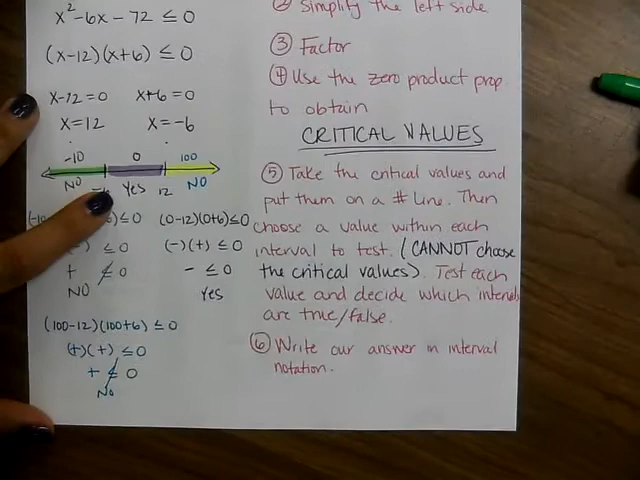 x² - 6x - 72 ≤ 0
(x-12)(x+6) ≤ 0
x-12=0 x+6=0
x=12 x=-6
-10 0 100
NO Yes 12 NO
(-10 6) ≤ 0 (0-12)(0+6) ≤ 0
) ≤ 0 (-)(+) ≤ 0
+ ≰ 0 - ≤ 0
NO Yes
(100-12)(100+6) ≤ 0
(+)(+) ≤ 0
+ ≰ 0
No
② Simplify the left side
③ Factor
④ Use the zero product prop
to obtain
CRITICAL VALUES
⑤ Take the critical values and
put them on a # line. Then
choose a value within each
interval to test. (CANNOT choose
the critical values). Test each
value and decide which intervals
are true/false.
⑥ Write our answer in interval
notation.